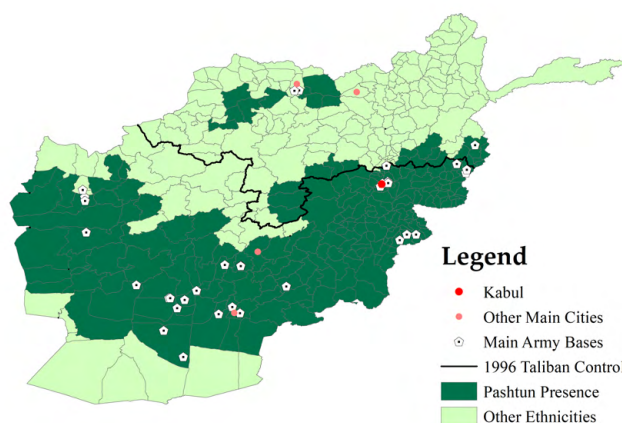 Legend
Kabul
Other Main Cities
Main Army Bases
1996 Taliban Control
Pashtun Presence
Other Ethnicities